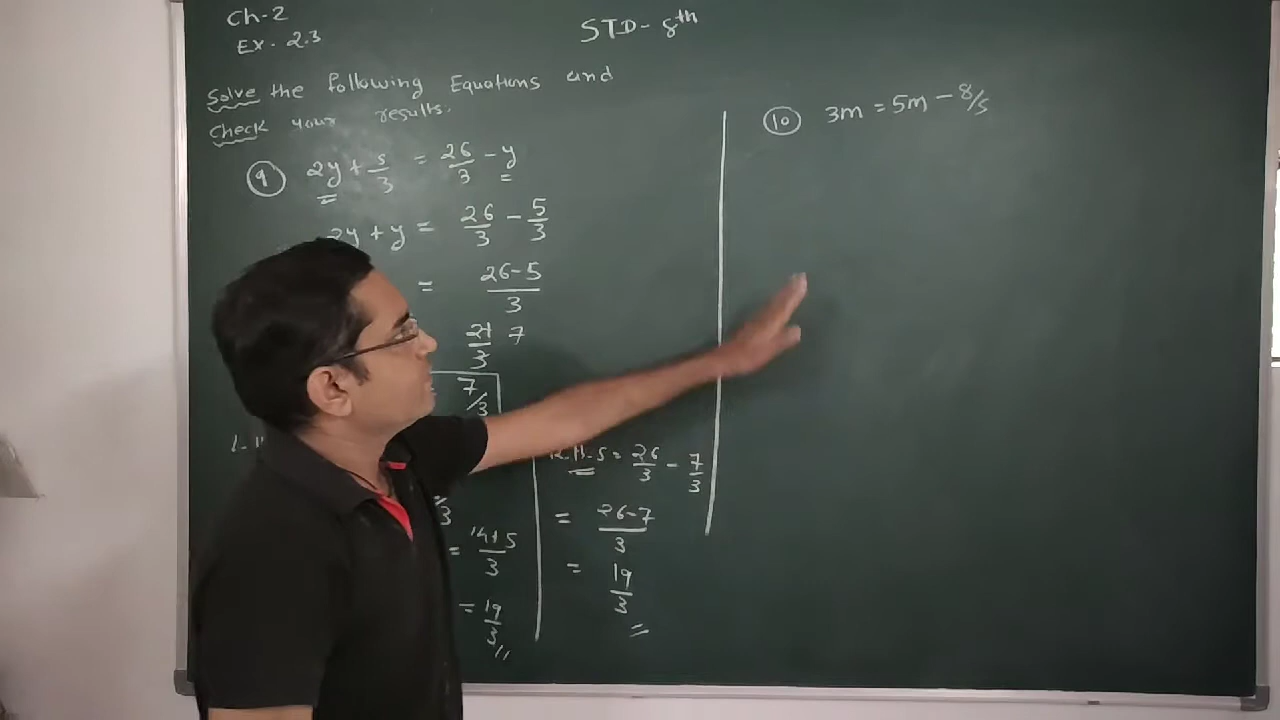 Ch-2
EX. 2.3
STD- 8th
Solve the following Equations and
Check your results.
9 2y + 5/3 = 26/3 - y
2y + y = 26/3 - 5/3
= 26-5/3
21/3 7
7/3
R.H.S = 26/3 - 7/3
= 26-7/3
= 19/3
/3
= 14+5/3
= 19/3 //
10 3m = 5m - 8/5